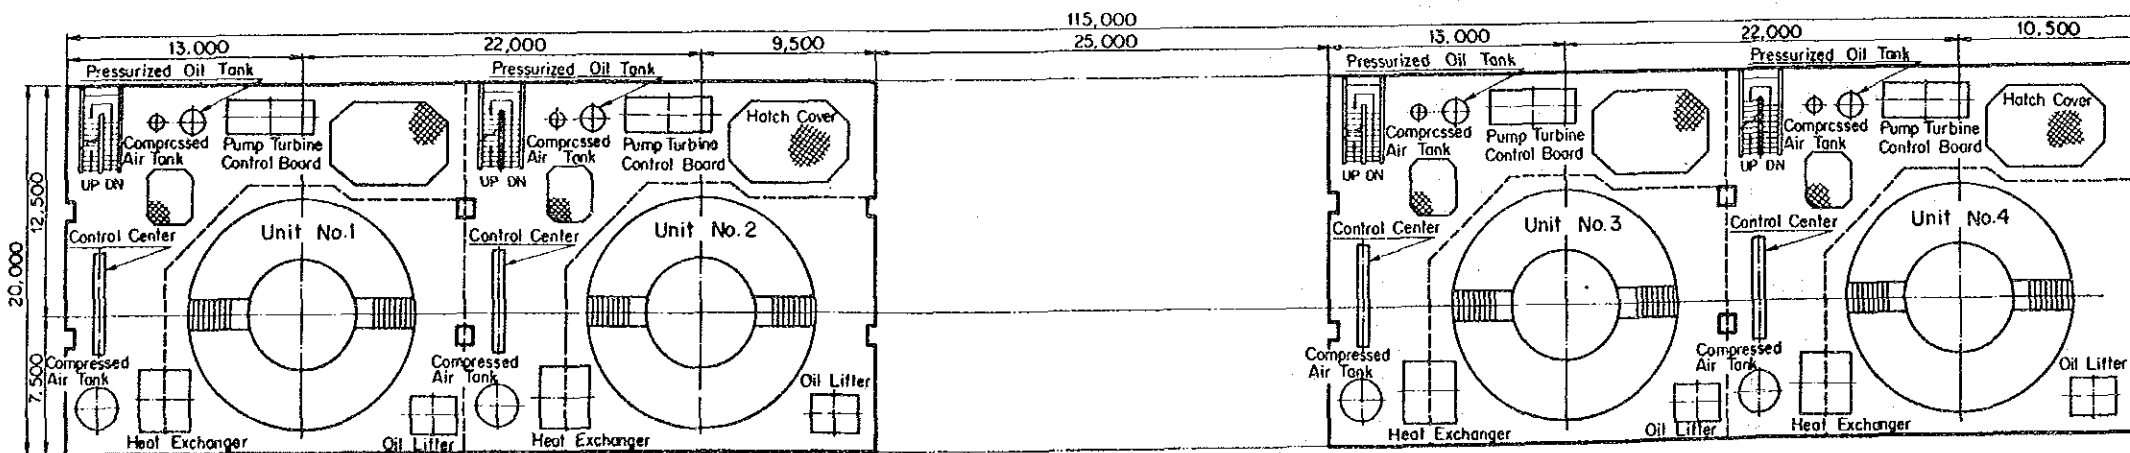 115,000
13.000
22,000
9,500
25,000
13,000
22,000
10,500
Pressurized Oil Tank
Pressurized Oil Tank
Pressurized Oil Tank
Pressurized Oil Tank
Hatch Cover
Hatch Cover
Compressed
Air Tank
Pump Turbine
Control Board
Compressed
Air Tank
Pump Turbine
Control Board
Compressed
Air Tank
Pump Turbine
Control Board
Compressed
Air Tank
Pump Turbine
Control Board
UP DN
UP DN
UP DN
UP DN
20,000
12,500
7,500
Control Center
Unit No.1
Control Center
Unit No.2
Control Center
Unit No.3
Control Center
Unit No.4
Compressed
Air Tank
Compressed
Air Tank
Compressed
Air Tank
Compressed
Air Tank
Heat Exchanger
Oil Lifter
Heat Exchanger
Oil Lifter
Heat Exchanger
Oil Lifter
Heat Exchanger
Oil Lifter